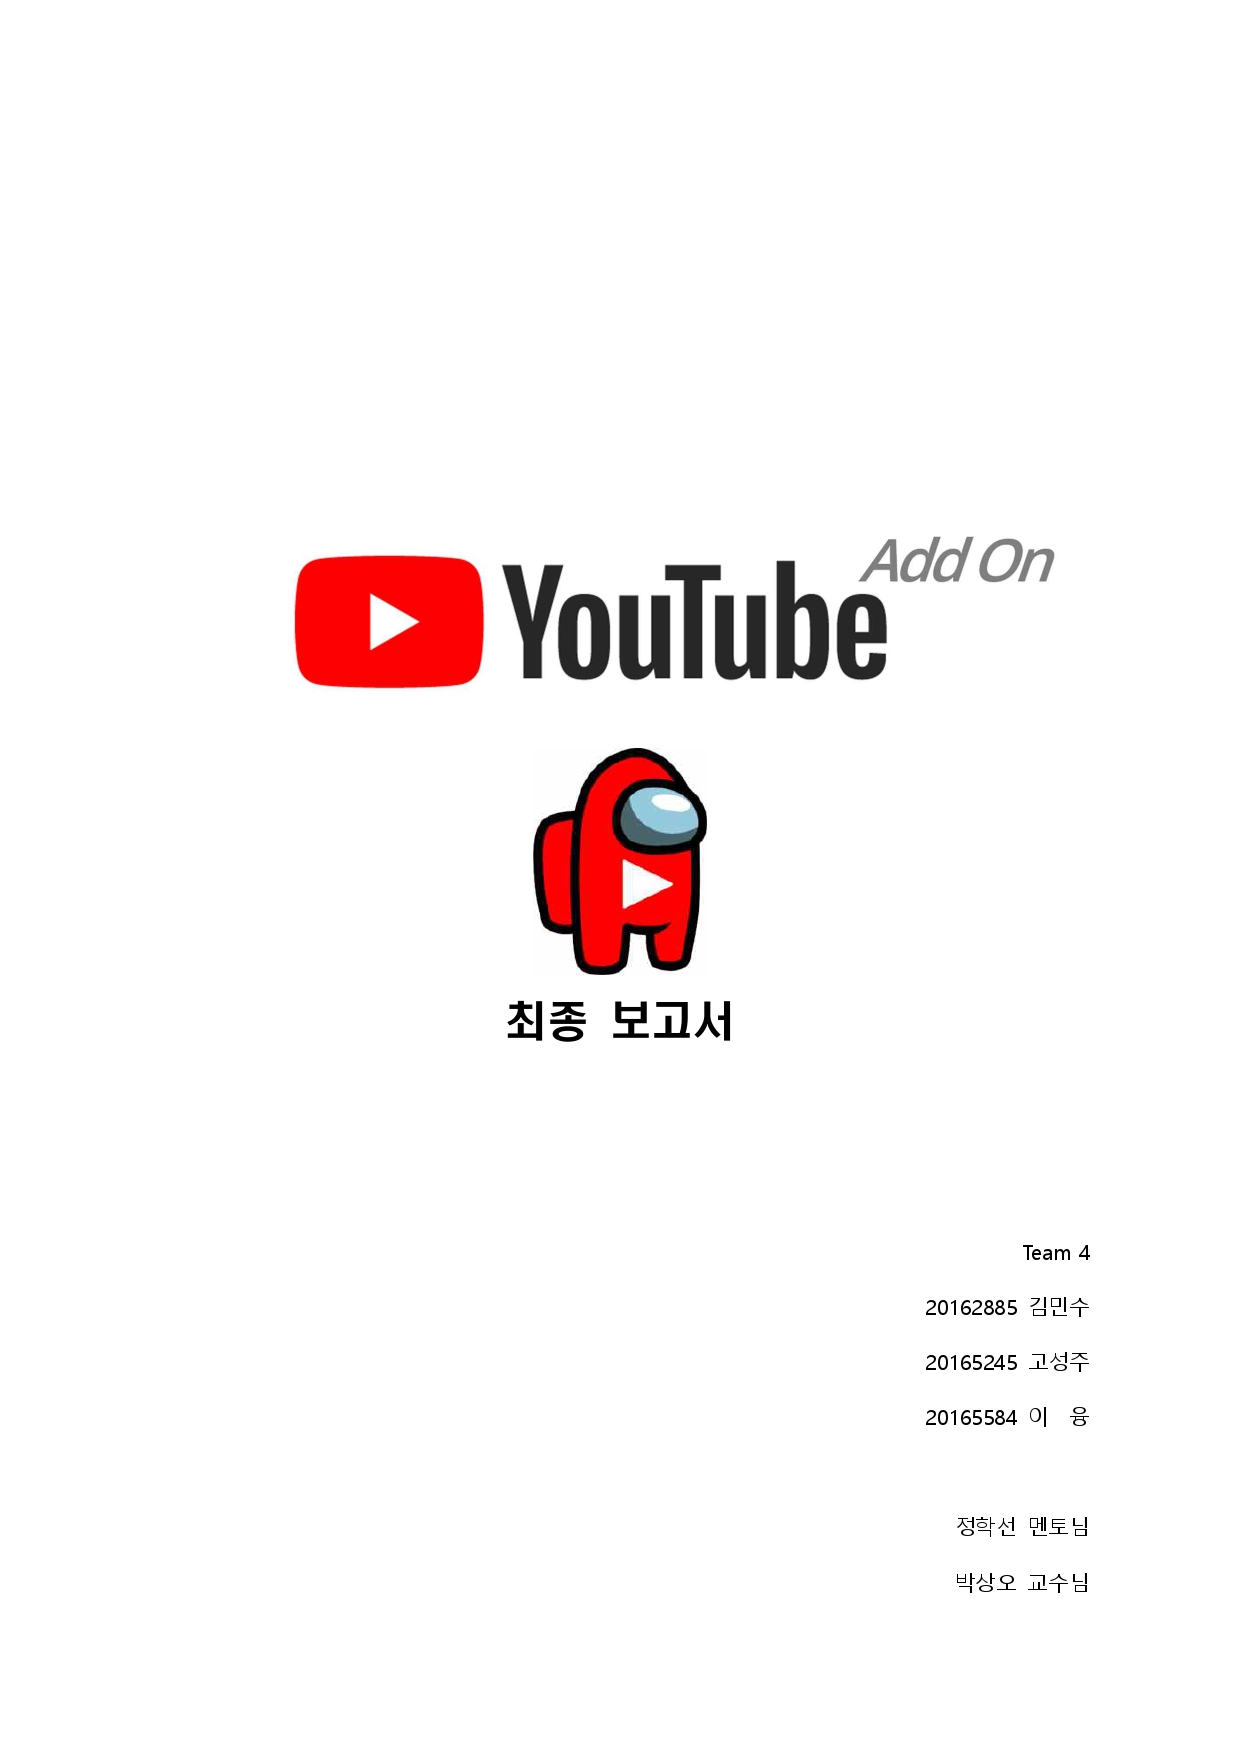 Add On
YouTube
최종 보고서
Team 4
20162885 김민수
20165245 고성주
20165584 이 융
정학선 멘토님
박상오 교수님